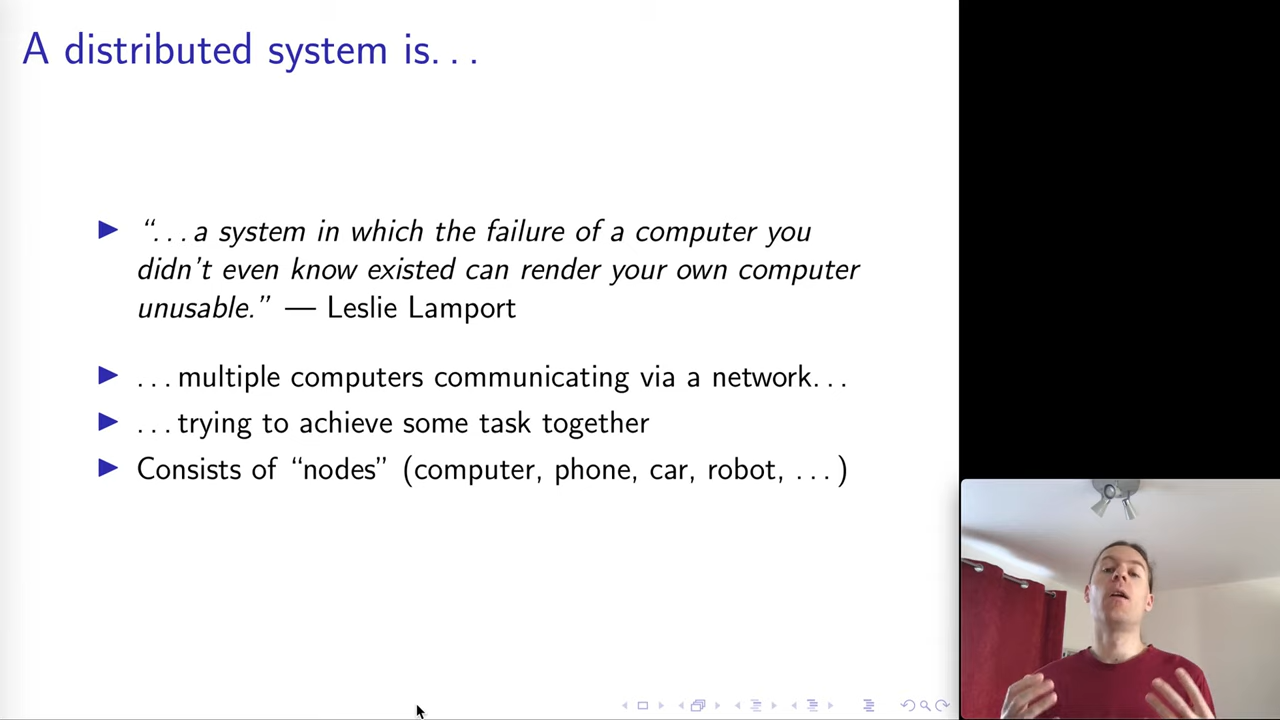 A distributed system is. . .
“. . . a system in which the failure of a computer you
didn’t even know existed can render your own computer
unusable.” — Leslie Lamport
. . . multiple computers communicating via a network. . .
. . . trying to achieve some task together
Consists of “nodes” (computer, phone, car, robot, . . . )